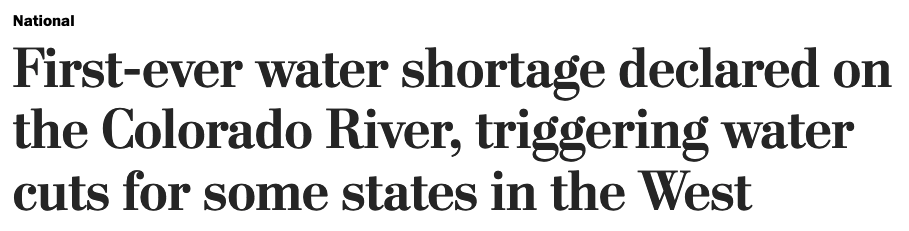 National
First-ever water shortage declared on
the Colorado River, triggering water
cuts for some states in the West